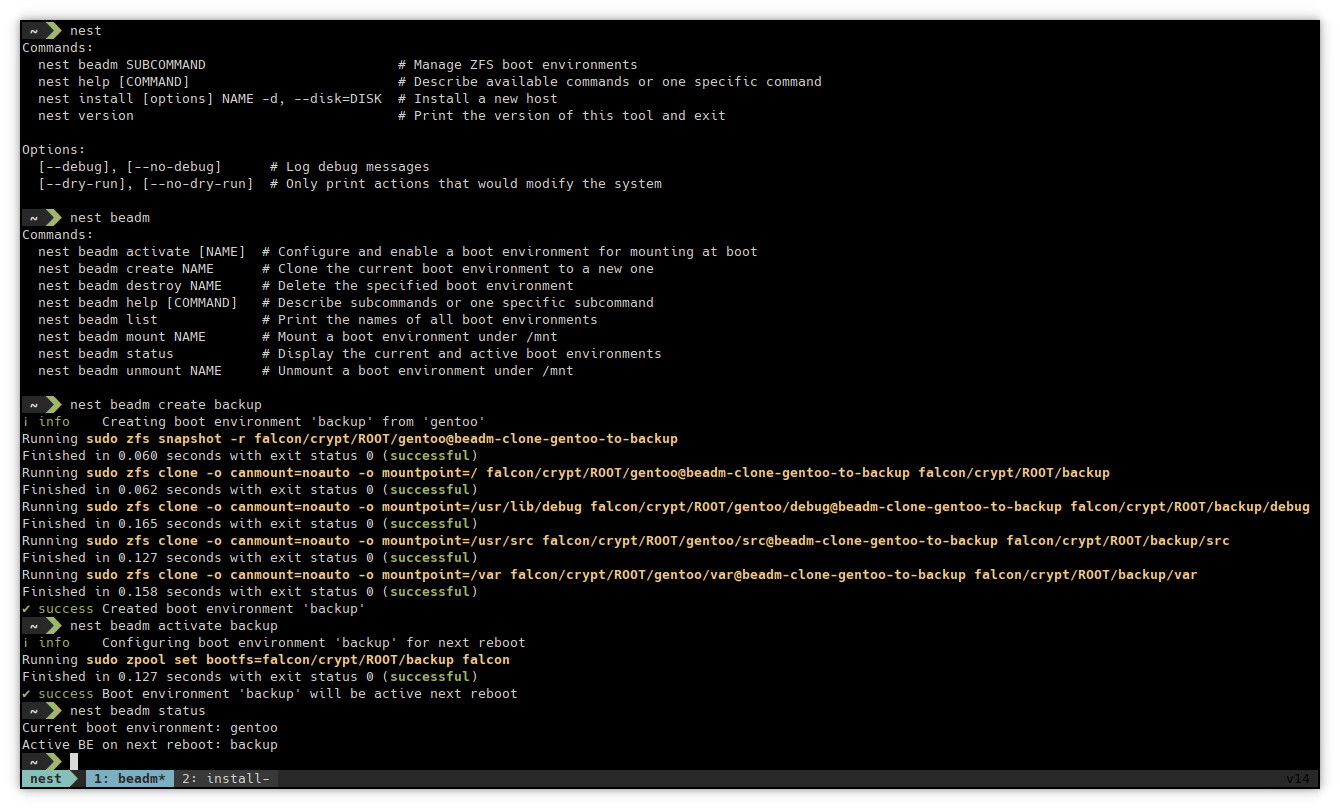 ~ nest
Commands:
  nest beadm SUBCOMMAND                        # Manage ZFS boot environments
  nest help [COMMAND]                          # Describe available commands or one specific command
  nest install [options] NAME -d, --disk=DISK  # Install a new host
  nest version                                 # Print the version of this tool and exit

Options:
  [--debug], [--no-debug]      # Log debug messages
  [--dry-run], [--no-dry-run]  # Only print actions that would modify the system

~ nest beadm
Commands:
  nest beadm activate [NAME]  # Configure and enable a boot environment for mounting at boot
  nest beadm create NAME      # Clone the current boot environment to a new one
  nest beadm destroy NAME     # Delete the specified boot environment
  nest beadm help [COMMAND]   # Describe subcommands or one specific subcommand
  nest beadm list             # Print the names of all boot environments
  nest beadm mount NAME       # Mount a boot environment under /mnt
  nest beadm status           # Display the current and active boot environments
  nest beadm unmount NAME     # Unmount a boot environment under /mnt

~ nest beadm create backup
¡ info    Creating boot environment 'backup' from 'gentoo'
Running sudo zfs snapshot -r falcon/crypt/ROOT/gentoo@beadm-clone-gentoo-to-backup
Finished in 0.060 seconds with exit status 0 (successful)
Running sudo zfs clone -o canmount=noauto -o mountpoint=/ falcon/crypt/ROOT/gentoo@beadm-clone-gentoo-to-backup falcon/crypt/ROOT/backup
Finished in 0.062 seconds with exit status 0 (successful)
Running sudo zfs clone -o canmount=noauto -o mountpoint=/usr/lib/debug falcon/crypt/ROOT/gentoo/debug@beadm-clone-gentoo-to-backup falcon/crypt/ROOT/backup/debug
Finished in 0.165 seconds with exit status 0 (successful)
Running sudo zfs clone -o canmount=noauto -o mountpoint=/usr/src falcon/crypt/ROOT/gentoo/src@beadm-clone-gentoo-to-backup falcon/crypt/ROOT/backup/src
Finished in 0.127 seconds with exit status 0 (successful)
Running sudo zfs clone -o canmount=noauto -o mountpoint=/var falcon/crypt/ROOT/gentoo/var@beadm-clone-gentoo-to-backup falcon/crypt/ROOT/backup/var
Finished in 0.158 seconds with exit status 0 (successful)
✔ success Created boot environment 'backup'
~ nest beadm activate backup
¡ info    Configuring boot environment 'backup' for next reboot
Running sudo zpool set bootfs=falcon/crypt/ROOT/backup falcon
Finished in 0.127 seconds with exit status 0 (successful)
✔ success Boot environment 'backup' will be active next reboot
~ nest beadm status
Current boot environment: gentoo
Active BE on next reboot: backup
~
nest 1: beadm* 2: install- v14